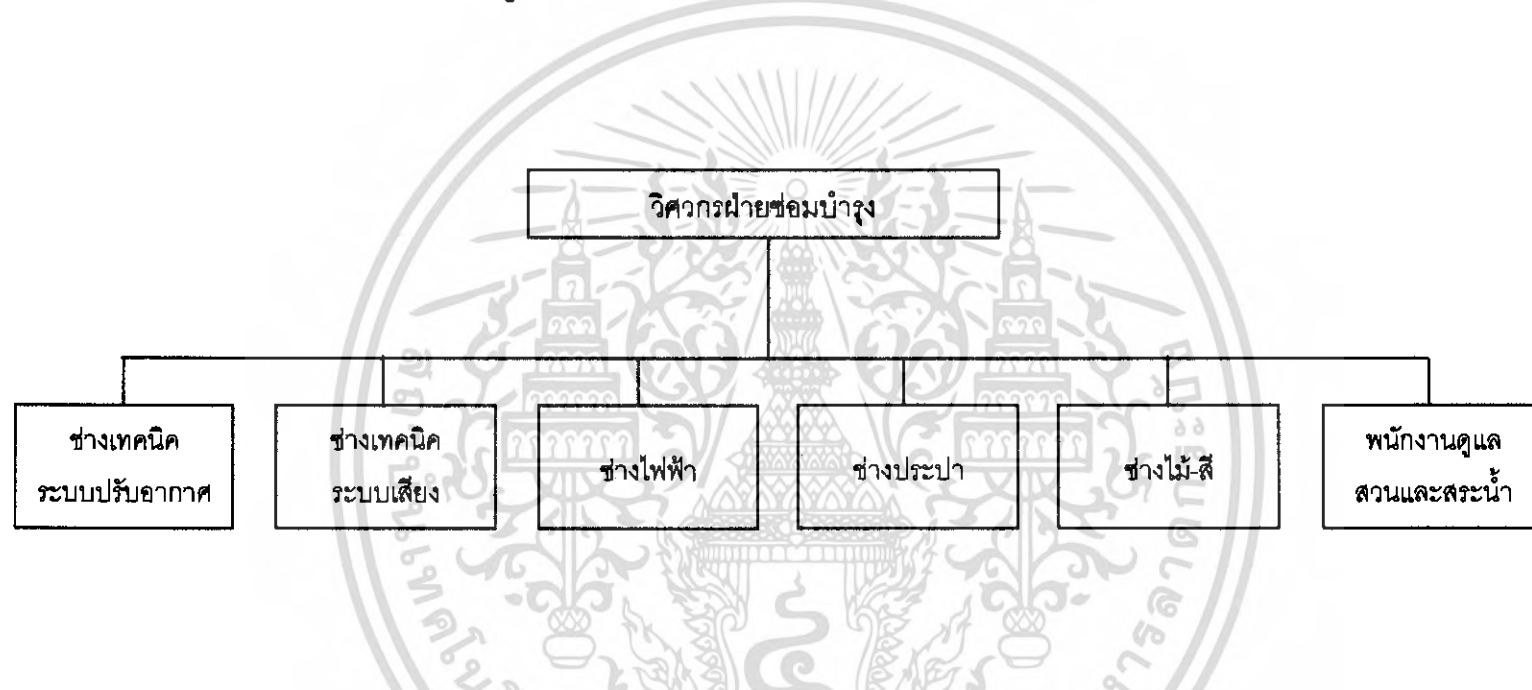 วิศวกรฝ่ายซ่อมบำรุง
ช่างเทคนิค
ระบบปรับอากาศ
ช่างเทคนิค
ระบบเสียง
ช่างไฟฟ้า
ช่างประปา
ช่างไม้-สี
พนักงานดูแล
สวนและสระน้ำ